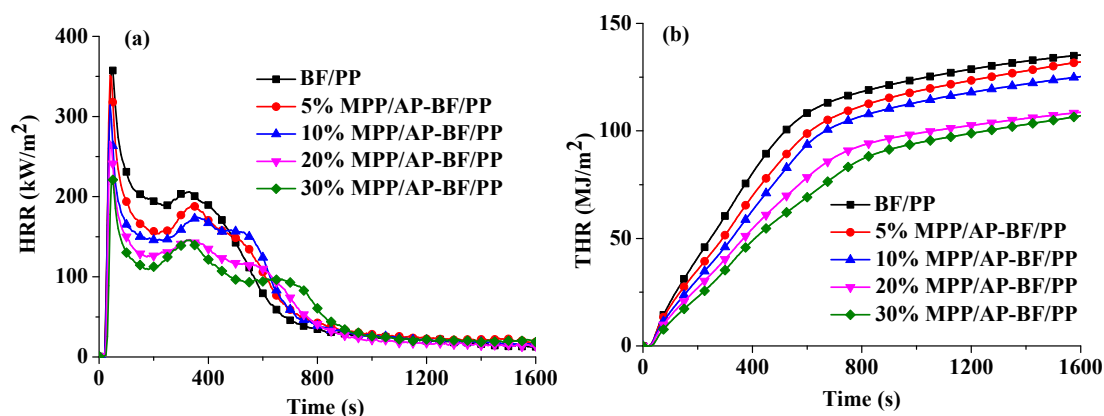 (a)
HRR (kW/m²)
400
300
200
100
0
BF/PP
5% MPP/AP-BF/PP
10% MPP/AP-BF/PP
20% MPP/AP-BF/PP
30% MPP/AP-BF/PP
0
400
800
1200
1600
Time (s)
(b)
THR (MJ/m²)
150
100
50
0
BF/PP
5% MPP/AP-BF/PP
10% MPP/AP-BF/PP
20% MPP/AP-BF/PP
30% MPP/AP-BF/PP
0
400
800
1200
1600
Time (s)